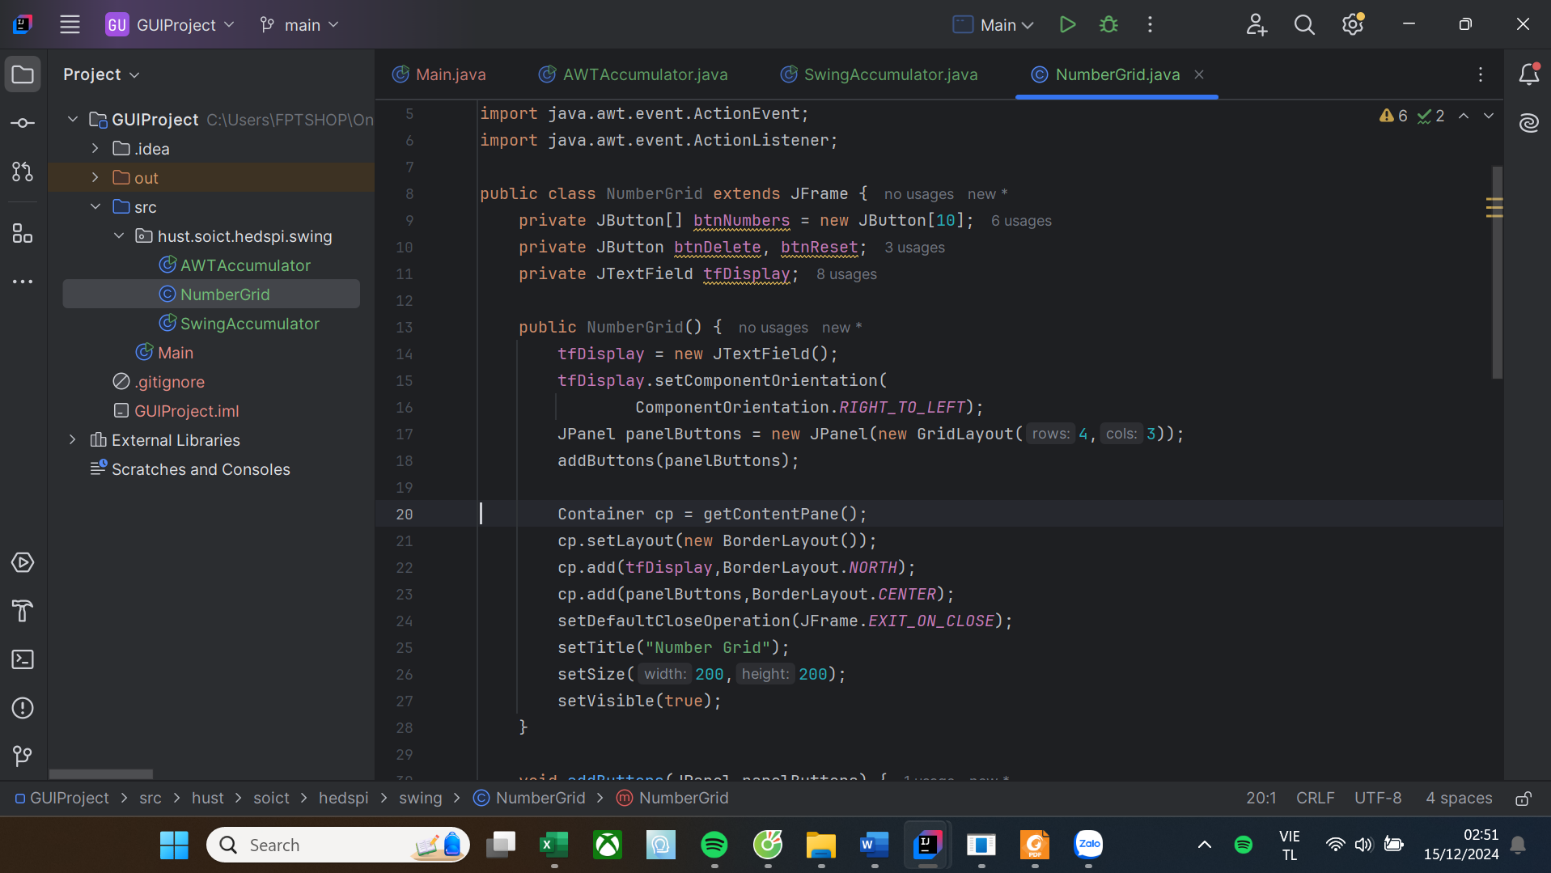 GU GUIProject main Main
Project
Main.java AWTAccumulator.java SwingAccumulator.java NumberGrid.java
GUIProject C:\Users\FPTSHOP\On
.idea
out
src
hust.soict.hedspi.swing
AWTAccumulator
NumberGrid
SwingAccumulator
Main
.gitignore
GUIProject.iml
External Libraries
Scratches and Consoles
6 2
5 import java.awt.event.ActionEvent;
6 import java.awt.event.ActionListener;
7
8 public class NumberGrid extends JFrame { no usages new *
9 private JButton[] btnNumbers = new JButton[10]; 6 usages
10 private JButton btnDelete, btnReset; 3 usages
11 private JTextField tfDisplay; 8 usages
12
13 public NumberGrid() { no usages new *
14 tfDisplay = new JTextField();
15 tfDisplay.setComponentOrientation(
16 ComponentOrientation.RIGHT_TO_LEFT);
17 JPanel panelButtons = new JPanel(new GridLayout( rows: 4, cols: 3));
18 addButtons(panelButtons);
19
20 Container cp = getContentPane();
21 cp.setLayout(new BorderLayout());
22 cp.add(tfDisplay,BorderLayout.NORTH);
23 cp.add(panelButtons,BorderLayout.CENTER);
24 setDefaultCloseOperation(JFrame.EXIT_ON_CLOSE);
25 setTitle("Number Grid");
26 setSize( width: 200, height: 200);
27 setVisible(true);
28 }
29
GUIProject > src > hust > soict > hedspi > swing > NumberGrid > NumberGrid 20:1 CRLF UTF-8 4 spaces
Search
Zalo
VIE
TL
02:51
15/12/2024